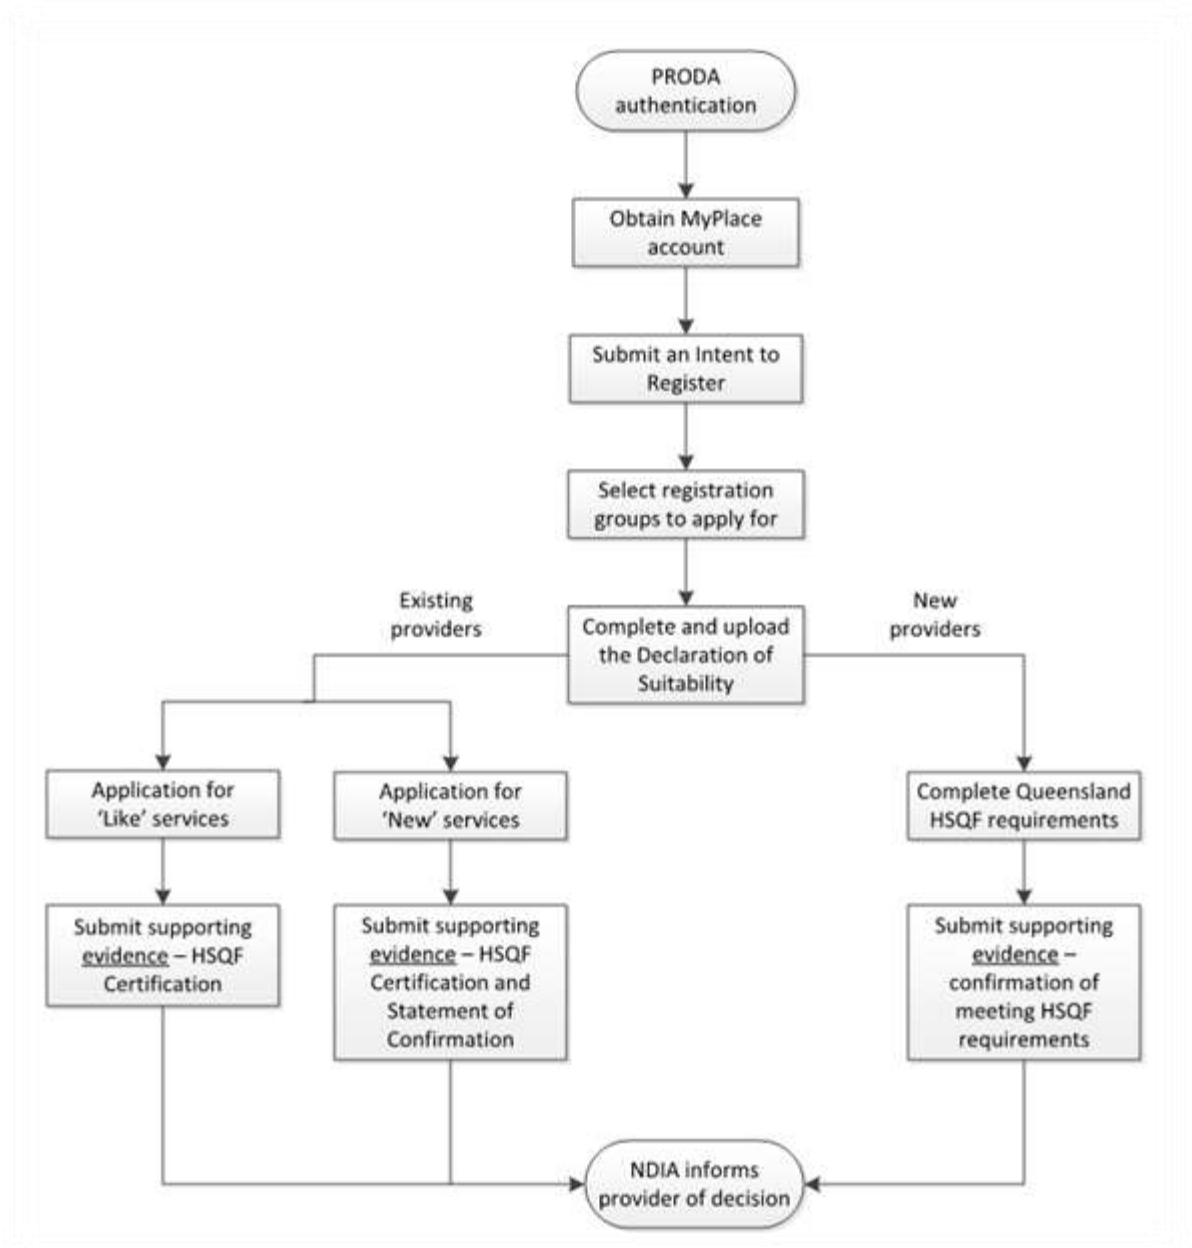 PRODA
authentication
Obtain MyPlace
account
Submit an Intent to
Register
Select registration
groups to apply for
Complete and upload
the Declaration of
Suitability
Existing
providers
New
providers
Application for
‘Like’ services
Application for
‘New’ services
Complete Queensland
HSQF requirements
Submit supporting
evidence – HSQF
Certification
Submit supporting
evidence – HSQF
Certification and
Statement of
Confirmation
Submit supporting
evidence –
confirmation of
meeting HSQF
requirements
NDIA informs
provider of decision